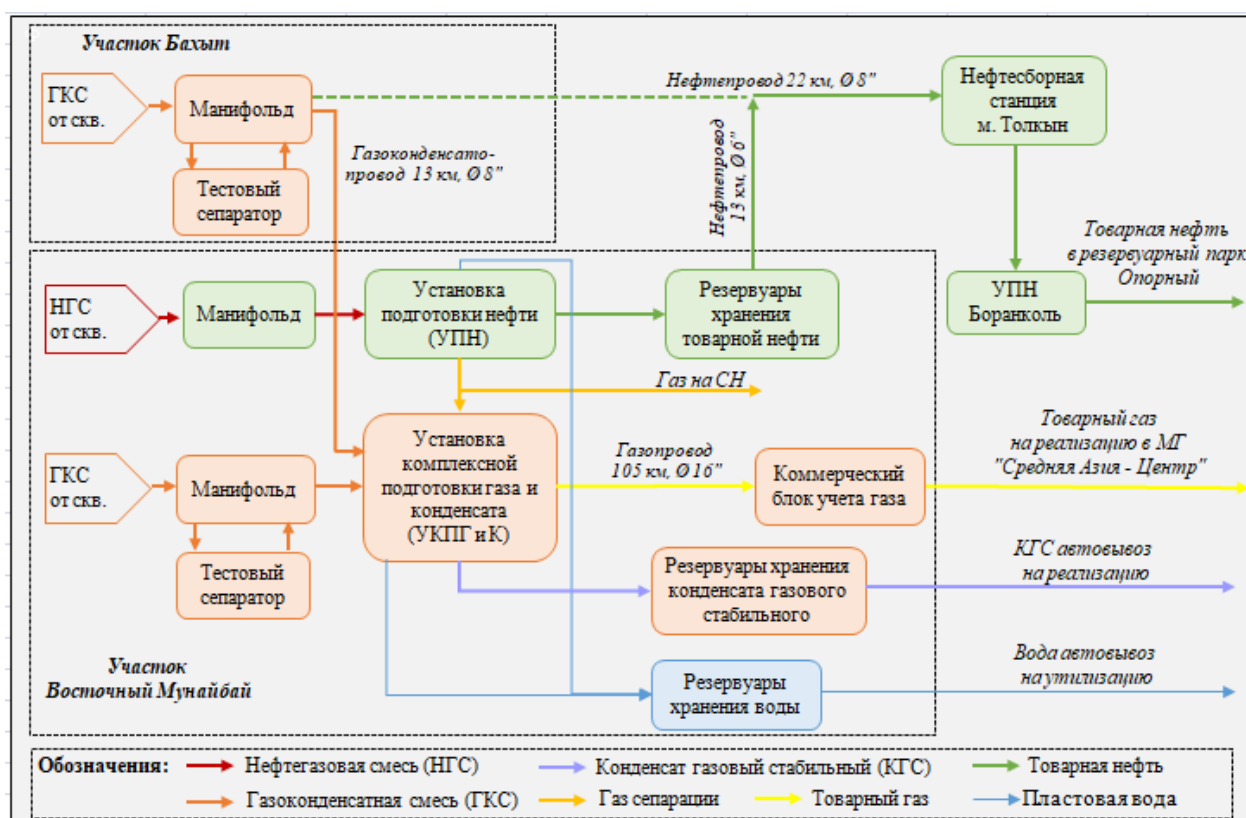 Участок Бахыт
ГКС
от скв.
Манифольд
Тестовый
сепаратор
Газоконденсато-
провод 13 км, Ø 8"
Нефтепровод 22 км, Ø 8"
Нефтепровод
13 км, Ø 6"
Нефтесборная
станция
м. Толкын
УПН
Боранколь
Товарная нефть
в резервуарный парк
Опорный
НГС
от скв.
Манифольд
Установка
подготовки нефти
(УПН)
Резервуары
хранения
товарной нефти
Газ на СН
ГКС
от скв.
Манифольд
Тестовый
сепаратор
Установка
комплексной
подготовки газа и
конденсата
(УКПГ и К)
Газопровод
105 км, Ø 16"
Коммерческий
блок учета газа
Товарный газ
на реализацию в МГ
"Средняя Азия - Центр"
Резервуары хранения
конденсата газового
стабильного
КГС автовывоз
на реализацию
Резервуары
хранения воды
Вода автовывоз
на утилизацию
Участок
Восточный Мунайбай
Обозначения:
Нефтегазовая смесь (НГС)
Конденсат газовый стабильный (КГС)
Товарная нефть
Газоконденсатная смесь (ГКС)
Газ сепарации
Товарный газ
Пластовая вода